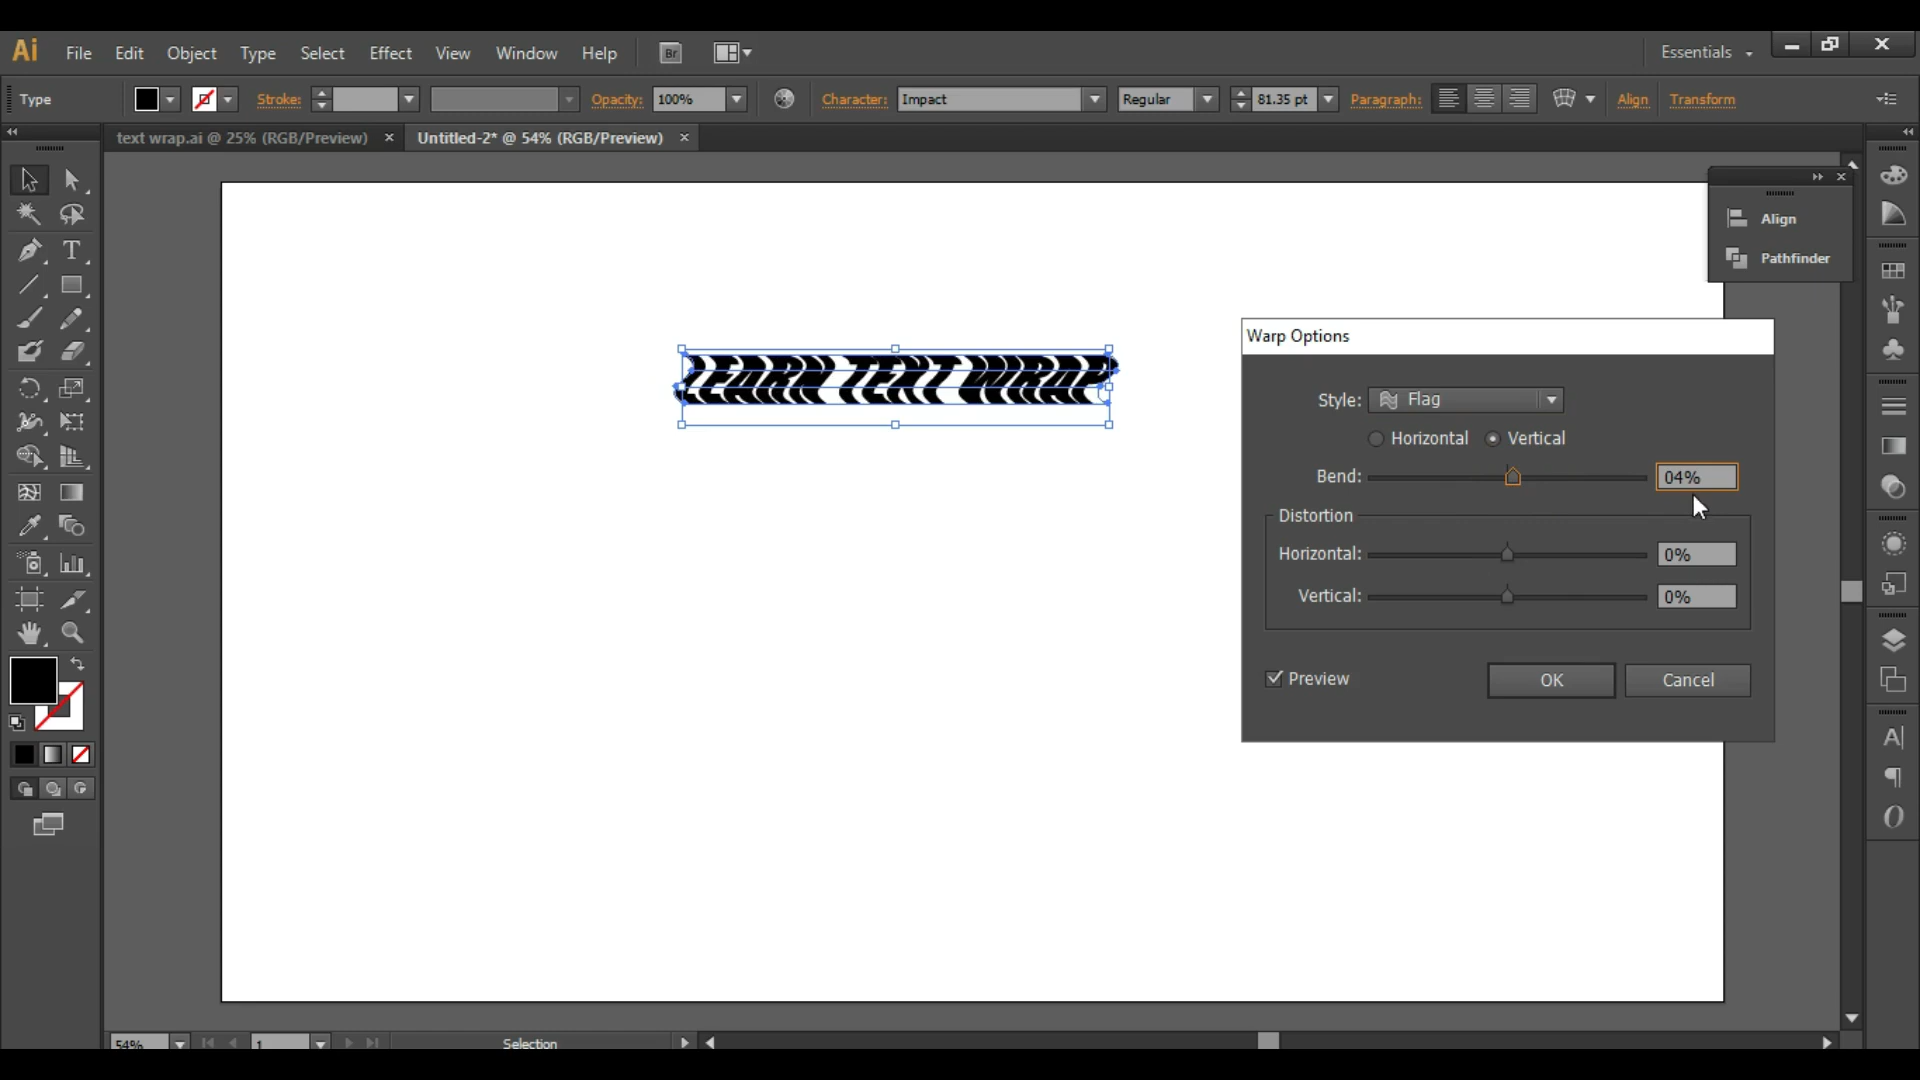 Ai File Edit Object Type Select Effect View Window Help Br Essentials
Type Stroke: Opacity: 100% Character: Impact Regular 81.35 pt Paragraph: Align Transform
text wrap.ai @ 25% (RGB/Preview) Untitled-2* @ 54% (RGB/Preview)
Align
Pathfinder
LEARN TEXT WRAP
Warp Options
Style: Flag
Horizontal Vertical
Bend: 04%
Distortion
Horizontal: 0%
Vertical: 0%
Preview OK Cancel
54% 1 Selection